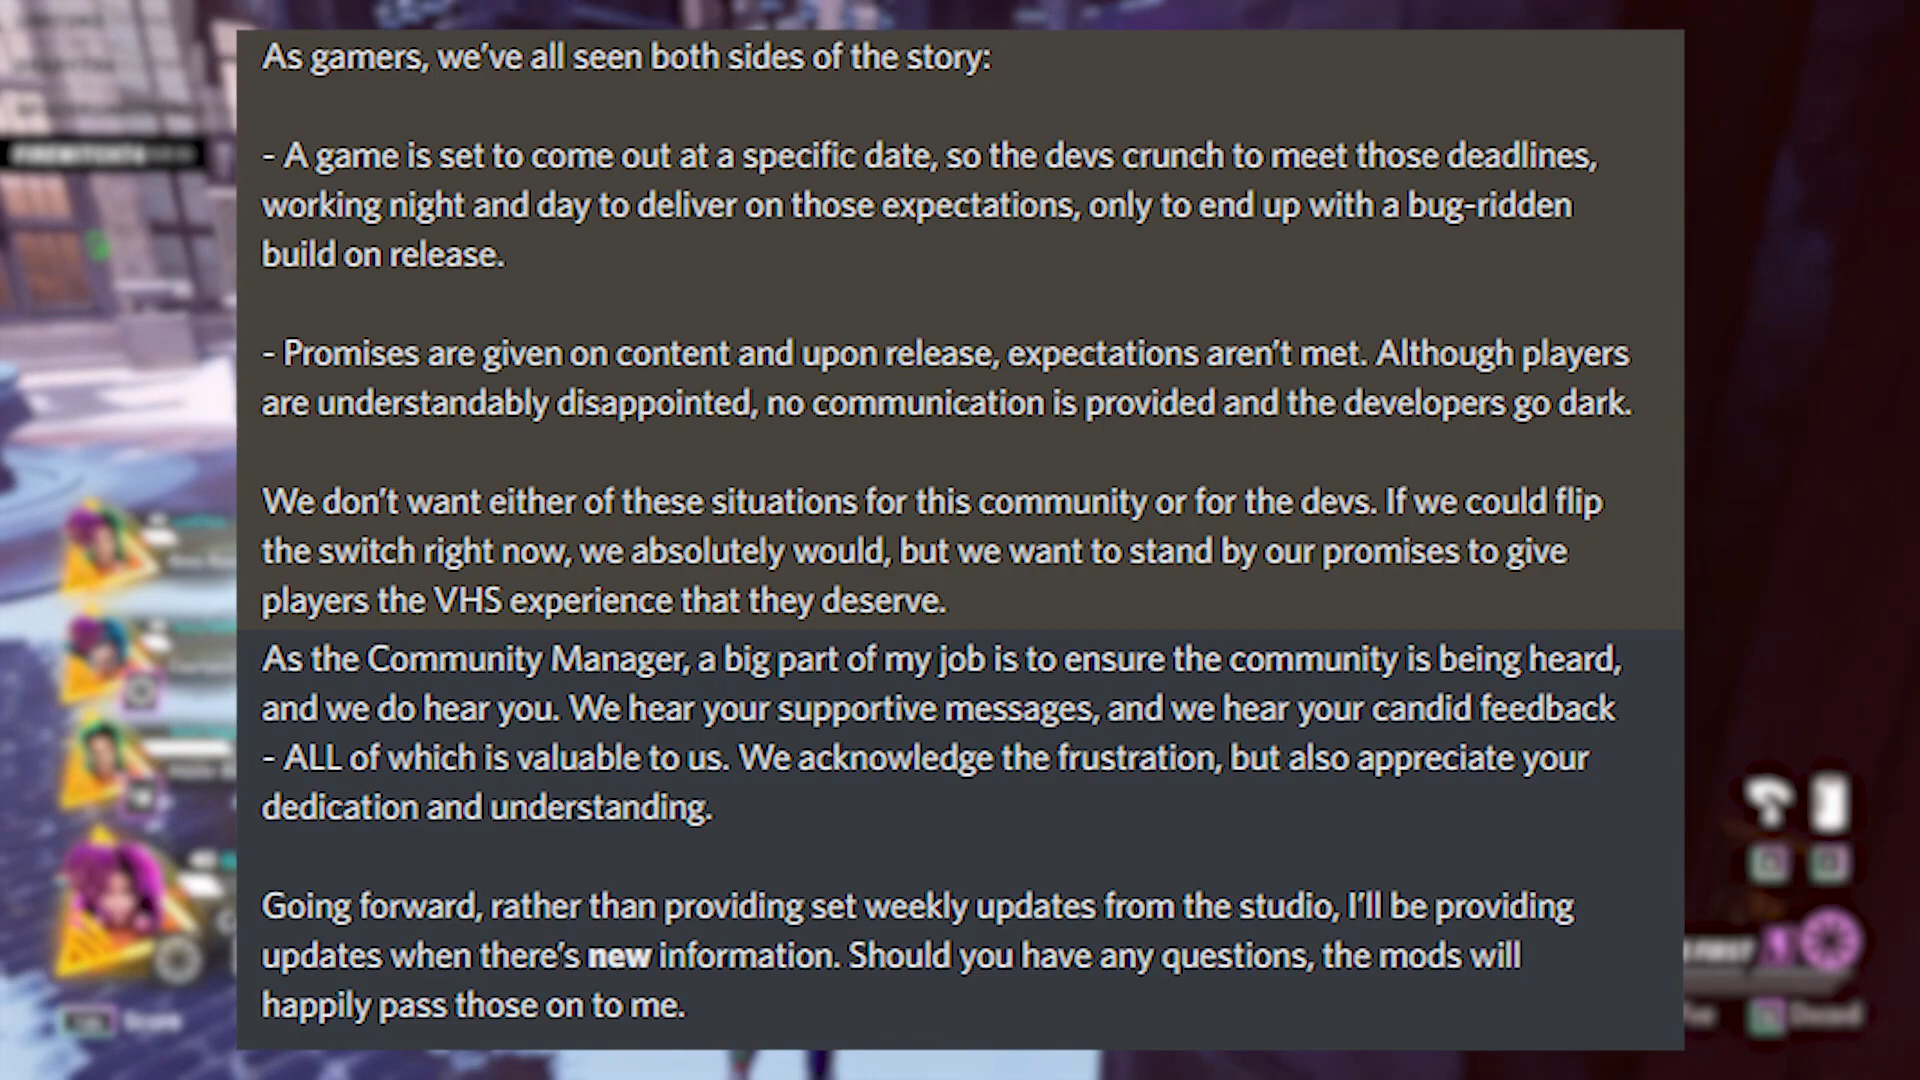 As gamers, we've all seen both sides of the story:
- A game is set to come out at a specific date, so the devs crunch to meet those deadlines,
working night and day to deliver on those expectations, only to end up with a bug-ridden
build on release.
- Promises are given on content and upon release, expectations aren't met. Although players
are understandably disappointed, no communication is provided and the developers go dark.
We don't want either of these situations for this community or for the devs. If we could flip
the switch right now, we absolutely would, but we want to stand by our promises to give
players the VHS experience that they deserve.
As the Community Manager, a big part of my job is to ensure the community is being heard,
and we do hear you. We hear your supportive messages, and we hear your candid feedback
- ALL of which is valuable to us. We acknowledge the frustration, but also appreciate your
dedication and understanding.
Going forward, rather than providing set weekly updates from the studio, I'll be providing
updates when there's new information. Should you have any questions, the mods will
happily pass those on to me.